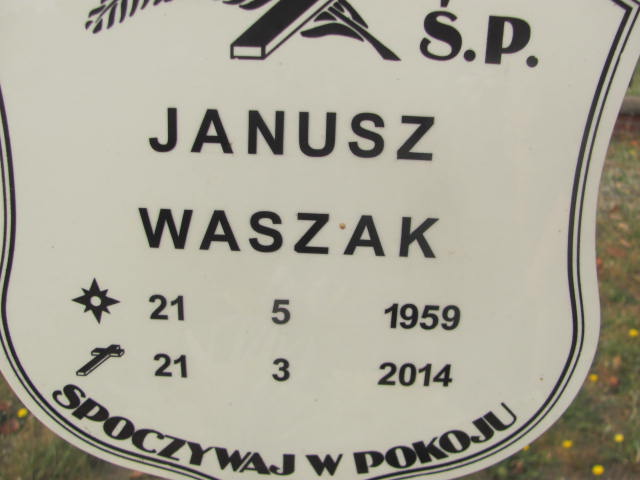 Ś.P.
JANUSZ
WASZAK
21 5 1959
21 3 2014
SPOCZYWAJ W POKOJU